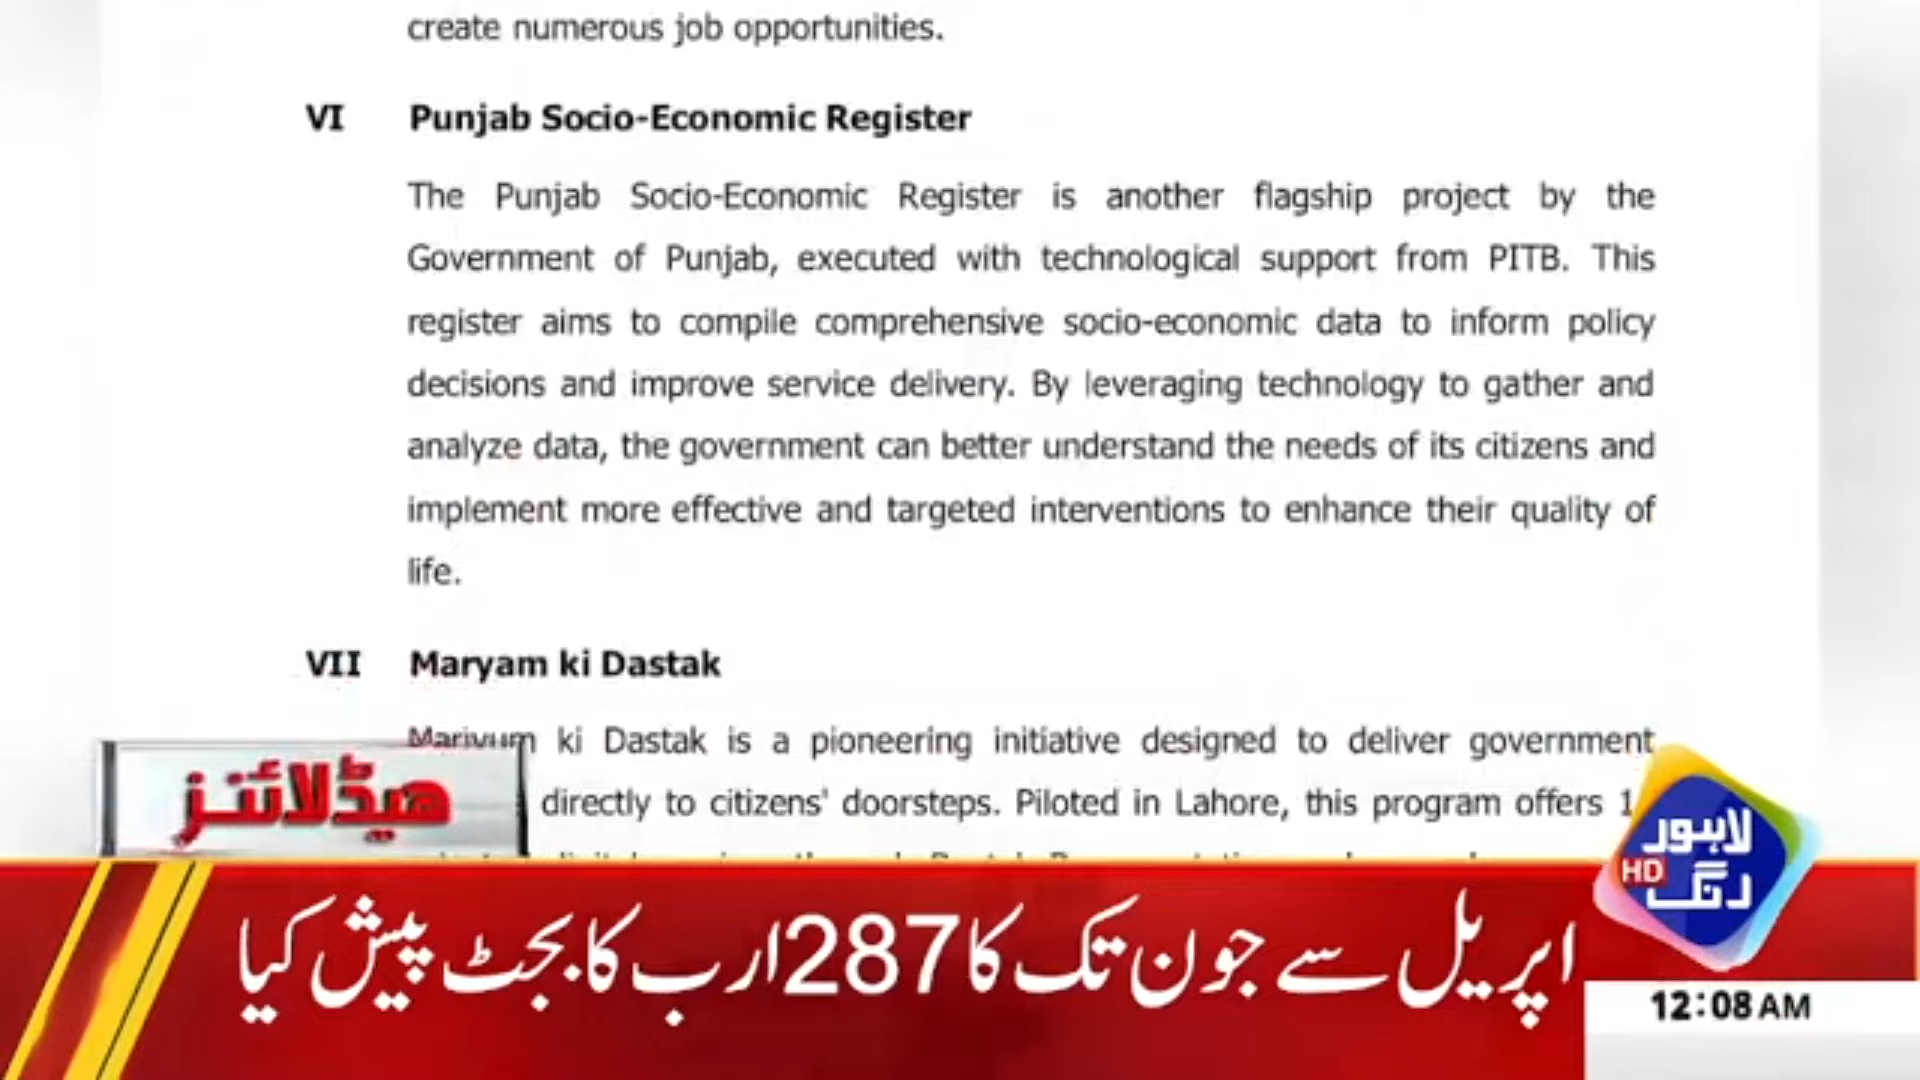 create numerous job opportunities.
VI Punjab Socio-Economic Register
The Punjab Socio-Economic Register is another flagship project by the
Government of Punjab, executed with technological support from PITB. This
register aims to compile comprehensive socio-economic data to inform policy
decisions and improve service delivery. By leveraging technology to gather and
analyze data, the government can better understand the needs of its citizens and
implement more effective and targeted interventions to enhance their quality of
life.
VII Maryam ki Dastak
Mariyum ki Dastak is a pioneering initiative designed to deliver government
directly to citizens' doorsteps. Piloted in Lahore, this program offers
ہیڈلائنز
لاہور
HD رنگ
اپریل سے جون تک کا 287 ارب کا بجٹ پیش کیا
12:08 AM